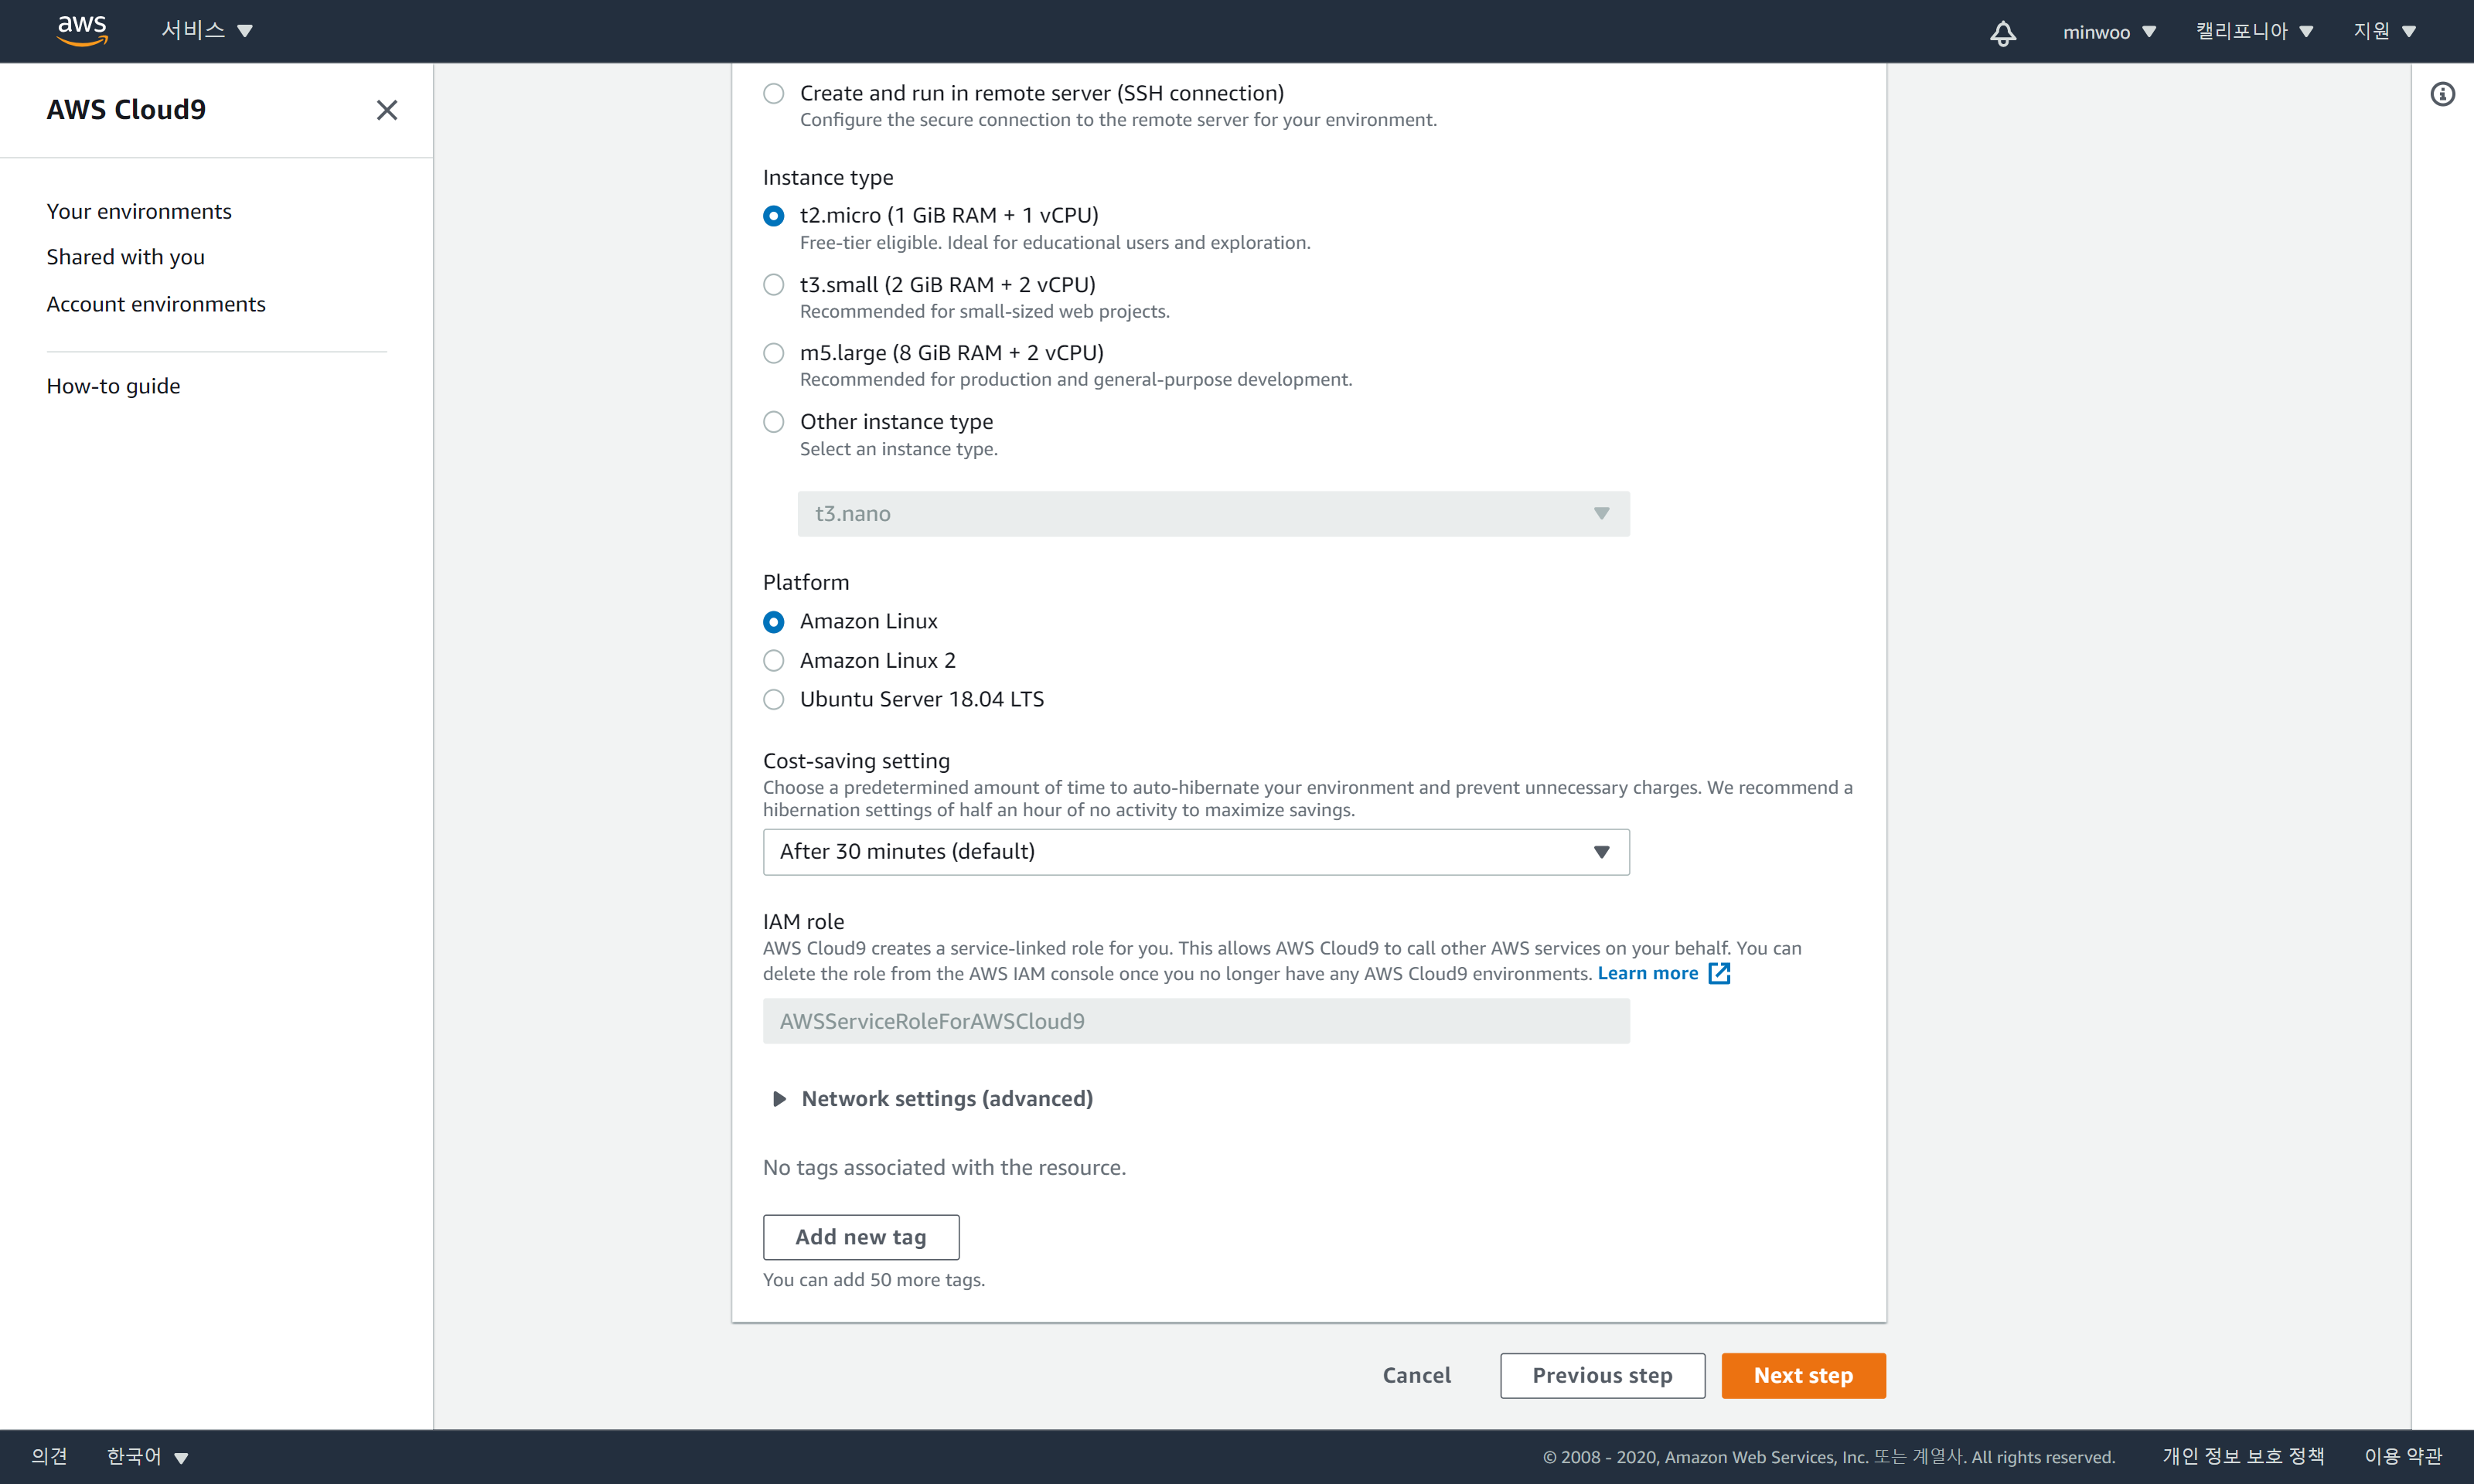 aws
서비스
minwoo
캘리포니아
지원
AWS Cloud9
Your environments
Shared with you
Account environments
How-to guide
Create and run in remote server (SSH connection)
Configure the secure connection to the remote server for your environment.
Instance type
t2.micro (1 GiB RAM + 1 vCPU)
Free-tier eligible. Ideal for educational users and exploration.
t3.small (2 GiB RAM + 2 vCPU)
Recommended for small-sized web projects.
m5.large (8 GiB RAM + 2 vCPU)
Recommended for production and general-purpose development.
Other instance type
Select an instance type.
t3.nano
Platform
Amazon Linux
Amazon Linux 2
Ubuntu Server 18.04 LTS
Cost-saving setting
Choose a predetermined amount of time to auto-hibernate your environment and prevent unnecessary charges. We recommend a
hibernation settings of half an hour of no activity to maximize savings.
After 30 minutes (default)
IAM role
AWS Cloud9 creates a service-linked role for you. This allows AWS Cloud9 to call other AWS services on your behalf. You can
delete the role from the AWS IAM console once you no longer have any AWS Cloud9 environments. Learn more
AWSServiceRoleForAWSCloud9
Network settings (advanced)
No tags associated with the resource.
Add new tag
You can add 50 more tags.
Cancel
Previous step
Next step
의견
한국어
© 2008 - 2020, Amazon Web Services, Inc. 또는 계열사. All rights reserved.
개인 정보 보호 정책
이용 약관